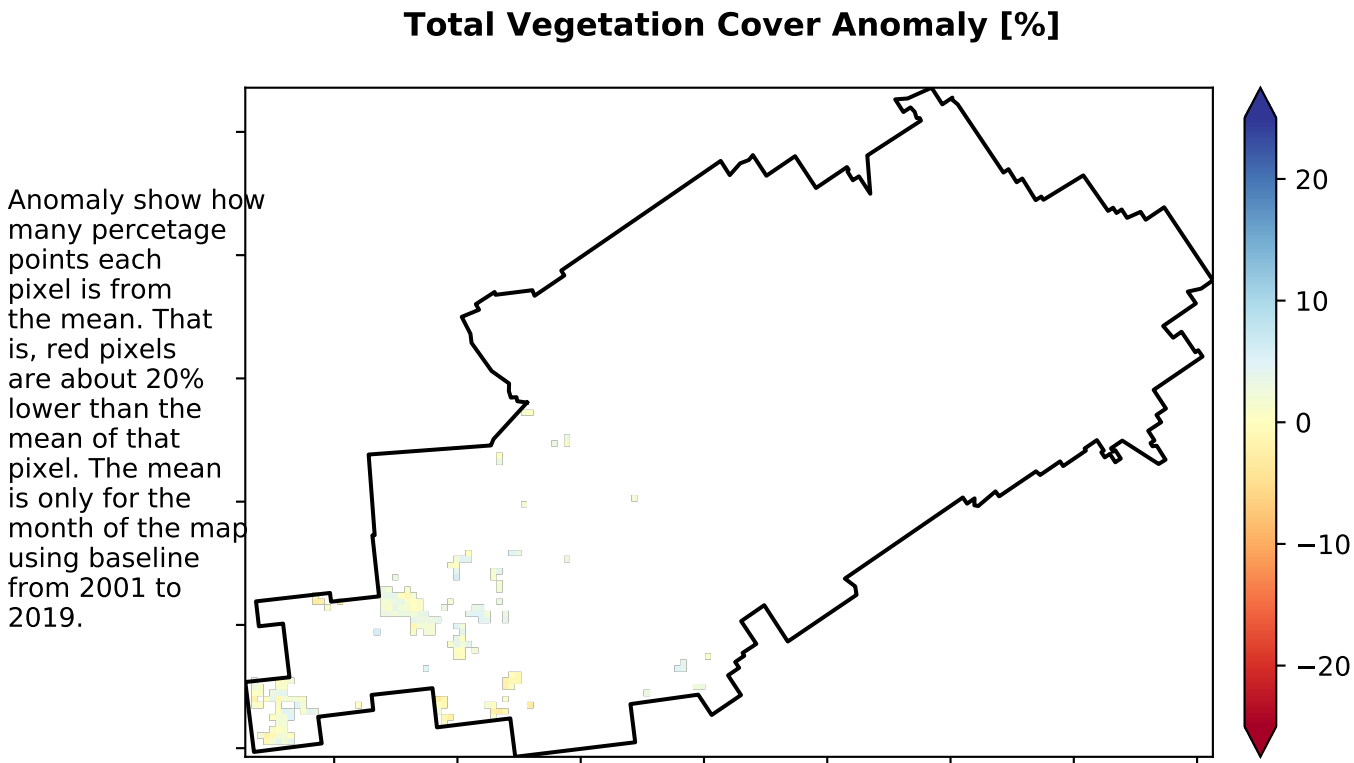 Total Vegetation Cover Anomaly [%]
Anomaly show how
many percetage
points each
pixel is from
the mean. That
is, red pixels
are about 20%
lower than the
mean of that
pixel. The mean
is only for the
month of the map
using baseline
from 2001 to
2019.
20
10
0
−10
−20